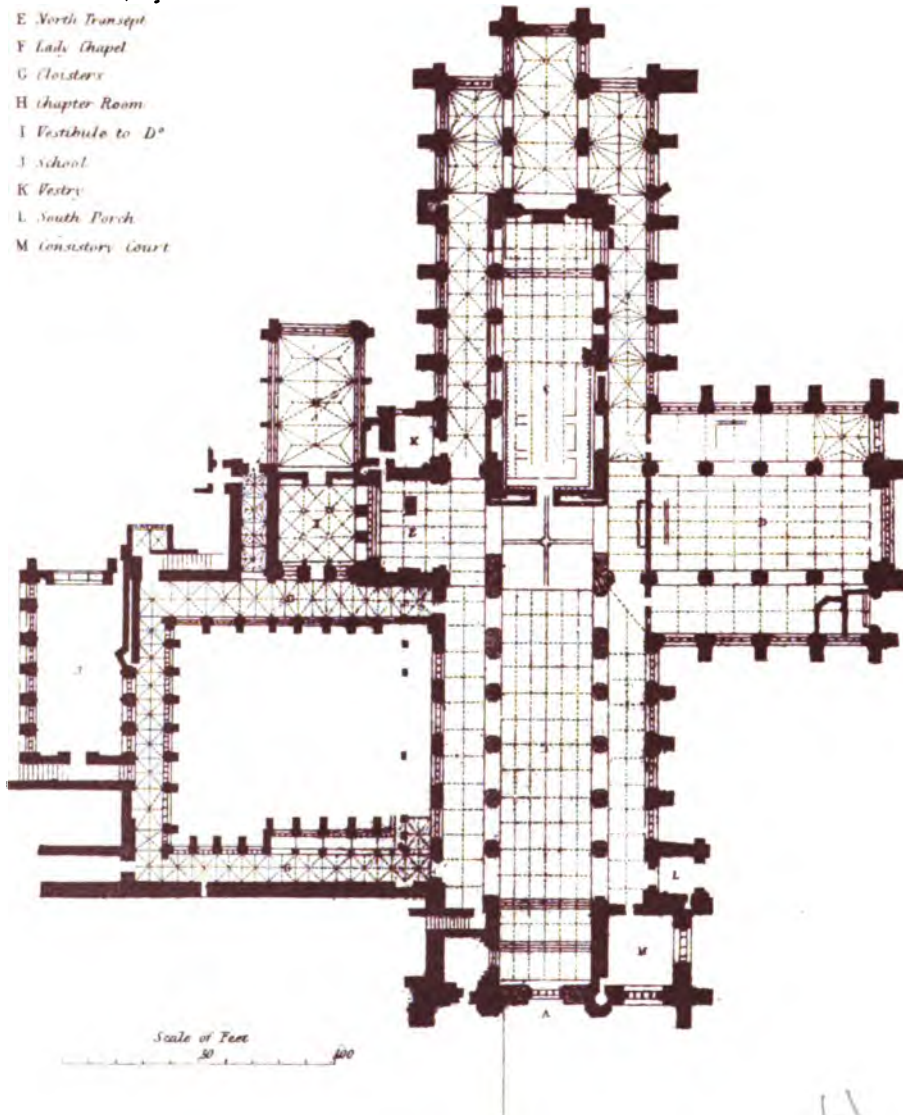 E North Transept
F Lady Chapel
G Cloisters
H Chapter Room
I Vestibule to Dº
J School
K Vestry
L South Porch
M Consistory Court
K
C
E
D
G
J
L
G
M
A
Scale of Feet
50 100